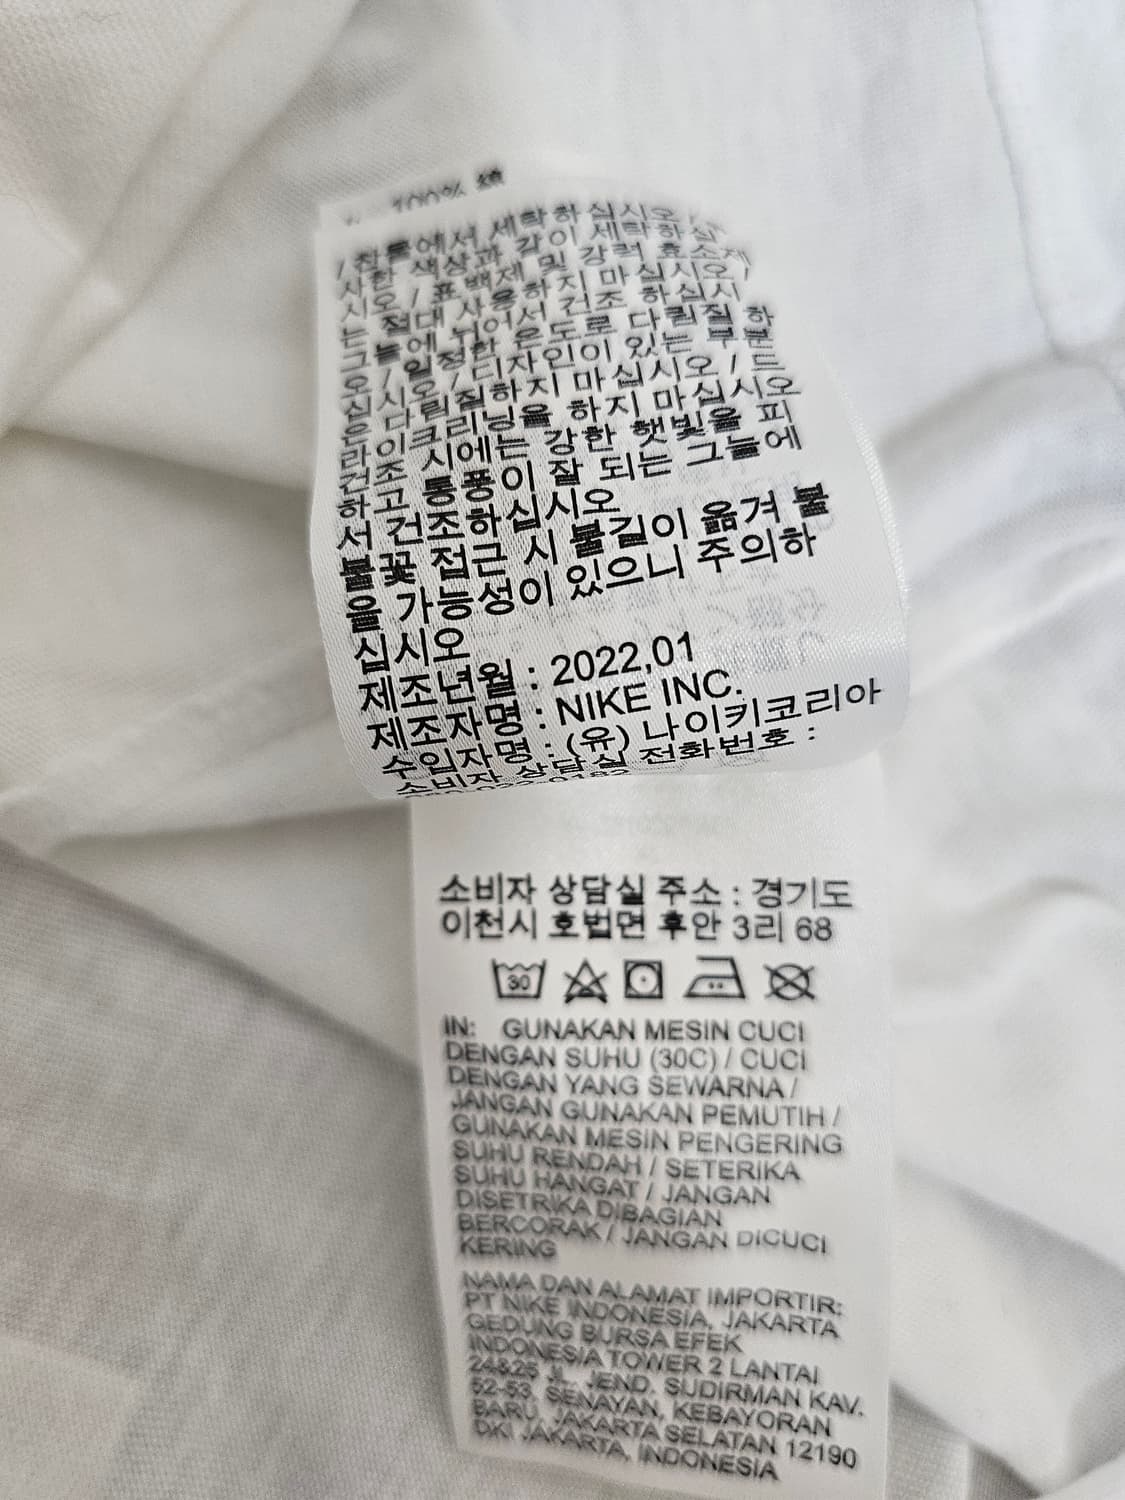 100% 綿
/ 찬물에서 세탁하십시오 /
사한 색상과 같이 세탁하십
시오 / 표백제 및 강력 효소제
는 절대 사용하지 마십시오 /
그늘에 뉘어서 건조 하십시
오 / 일정한 온도로 다림질 하
십시오 / 디자인이 있는 부분
은 다림질하지 마십시오 / 드
라이크리닝을 하지 마십시오
건조 시에는 강한 햇빛을 피
하고 통풍이 잘 되는 그늘에
서 건조하십시오
불꽃 접근 시 불길이 옮겨 붙
을 가능성이 있으니 주의하
십시오
제조년월 : 2022,01
제조자명 : NIKE INC.
수입자명 : (유) 나이키코리아
소비자 상담실 전화번호 :
소비자 상담실 주소 : 경기도
이천시 호법면 후안 3리 68
30
IN: GUNAKAN MESIN CUCI
DENGAN SUHU (30C) / CUCI
DENGAN YANG SEWARNA /
JANGAN GUNAKAN PEMUTIH /
GUNAKAN MESIN PENGERING
SUHU RENDAH / SETERIKA
SUHU HANGAT / JANGAN
DISETRIKA DIBAGIAN
BERCORAK / JANGAN DICUCI
KERING
NAMA DAN ALAMAT IMPORTIR:
PT NIKE INDONESIA, JAKARTA
GEDUNG BURSA EFEK
INDONESIA TOWER 2 LANTAI
24&25 JL. JEND. SUDIRMAN KAV.
52-53, SENAYAN, KEBAYORAN
BARU, JAKARTA SELATAN 12190
DKI JAKARTA, INDONESIA